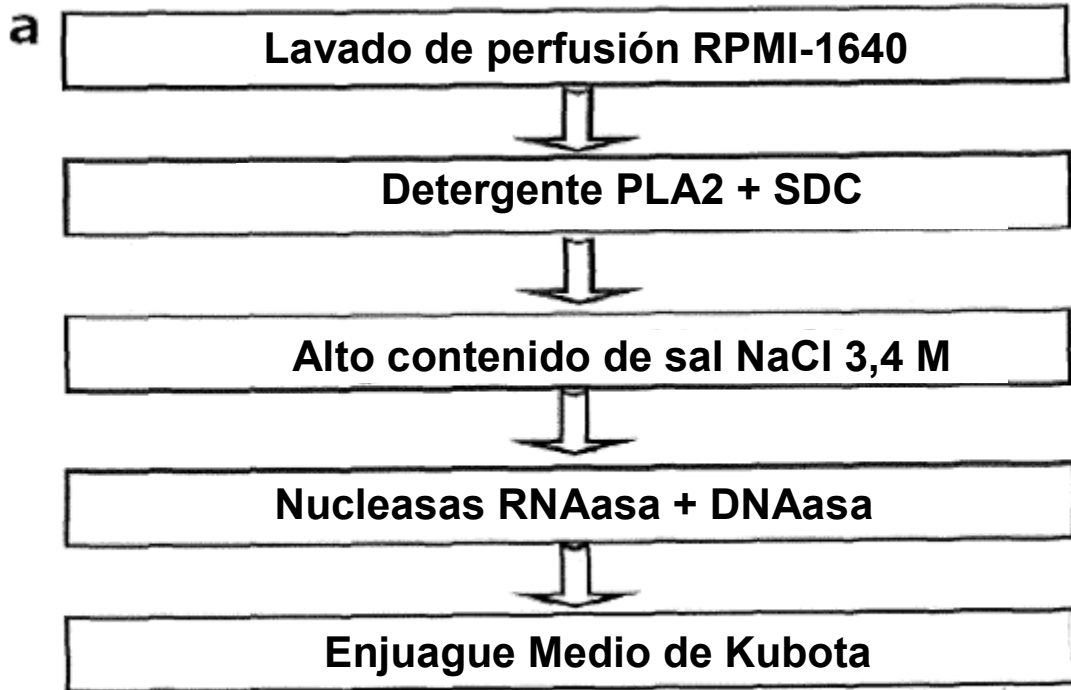 a
Lavado de perfusión RPMI-1640
Detergente PLA2 + SDC
Alto contenido de sal NaCl 3,4 M
Nucleasas RNAasa + DNAasa
Enjuague Medio de Kubota